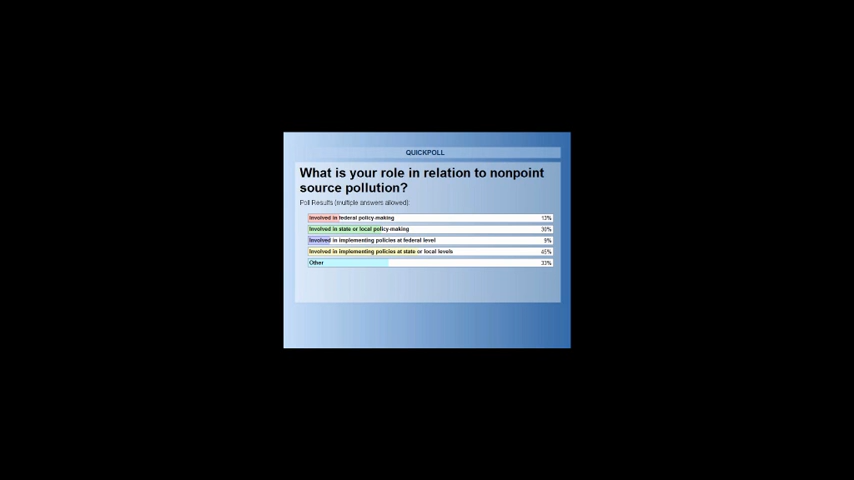 QUICKPOLL
What is your role in relation to nonpoint
source pollution?
Poll Results (multiple answers allowed):
Involved in federal policy-making 13%
Involved in state or local policy-making 30%
Involved in implementing policies at federal level 9%
Involved in implementing policies at state or local levels 45%
Other 33%